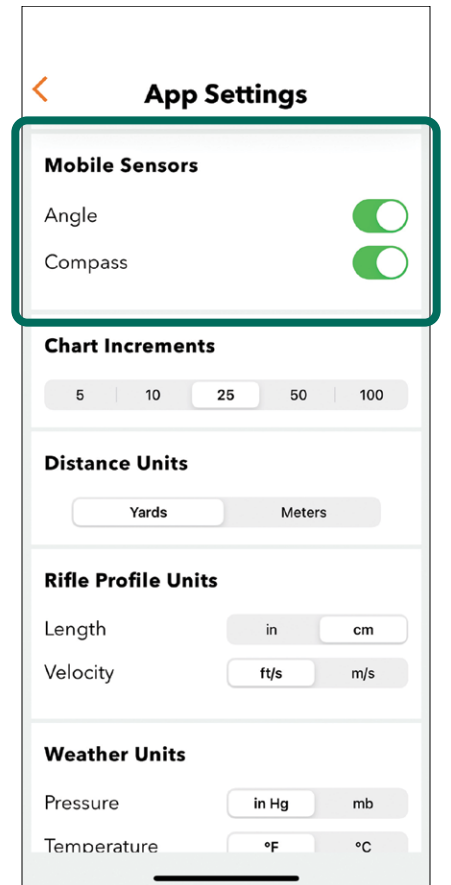 App Settings
Mobile Sensors
Angle
Compass
Chart Increments
5 10 25 50 100
Distance Units
Yards Meters
Rifle Profile Units
Length in cm
Velocity ft/s m/s
Weather Units
Pressure in Hg mb
Temperature °F °C